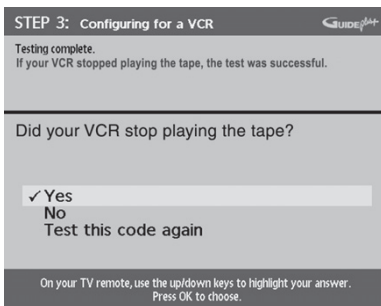 STEP 3: Configuring for a VCR
GUIDE Plus+
Testing complete.
If your VCR stopped playing the tape, the test was successful.
Did your VCR stop playing the tape?
✓ Yes
No
Test this code again
On your TV remote, use the up/down keys to highlight your answer.
Press OK to choose.